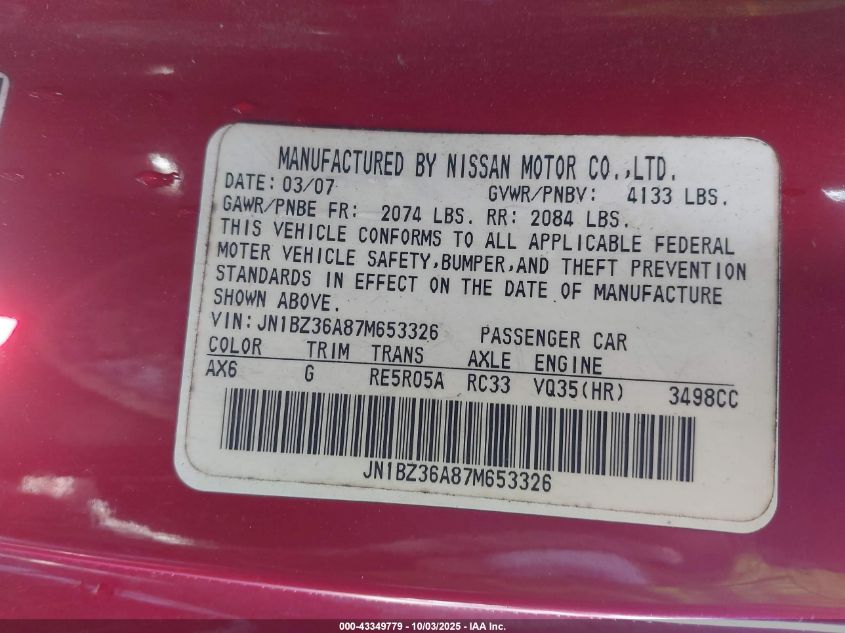 MANUFACTURED BY NISSAN MOTOR CO.,LTD.
DATE: 03/07 GVWR/PNBV: 4133 LBS.
GAWR/PNBE FR: 2074 LBS. RR: 2084 LBS.
THIS VEHICLE CONFORMS TO ALL APPLICABLE FEDERAL
MOTER VEHICLE SAFETY,BUMPER,AND THEFT PREVENTION
STANDARDS IN EFFECT ON THE DATE OF MANUFACTURE
SHOWN ABOVE.
VIN:JN1BZ36A87M653326 PASSENGER CAR
COLOR TRIM TRANS AXLE ENGINE
AX6 G RE5R05A RC33 VQ35(HR) 3498CC
JN1BZ36A87M653326
000-43349779 - 10/03/2025 - IAA Inc.